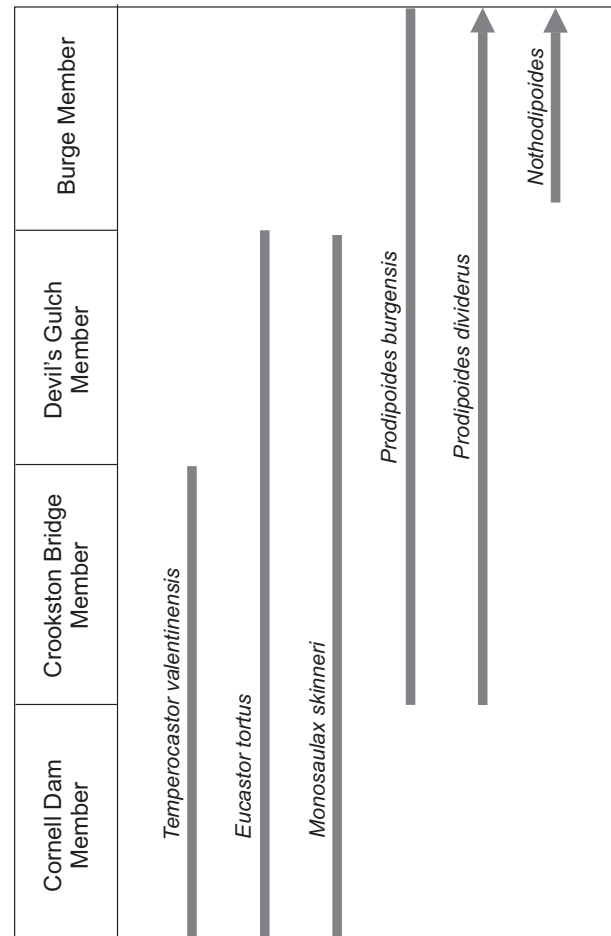 Burge Member
Devil's Gulch
Member
Crookston Bridge
Member
Cornell Dam
Member
Temperocastor valentinensis
Eucastor tortus
Monosaulax skinneri
Prodipoides burgensis
Prodipoides dividerus
Nothodipoides